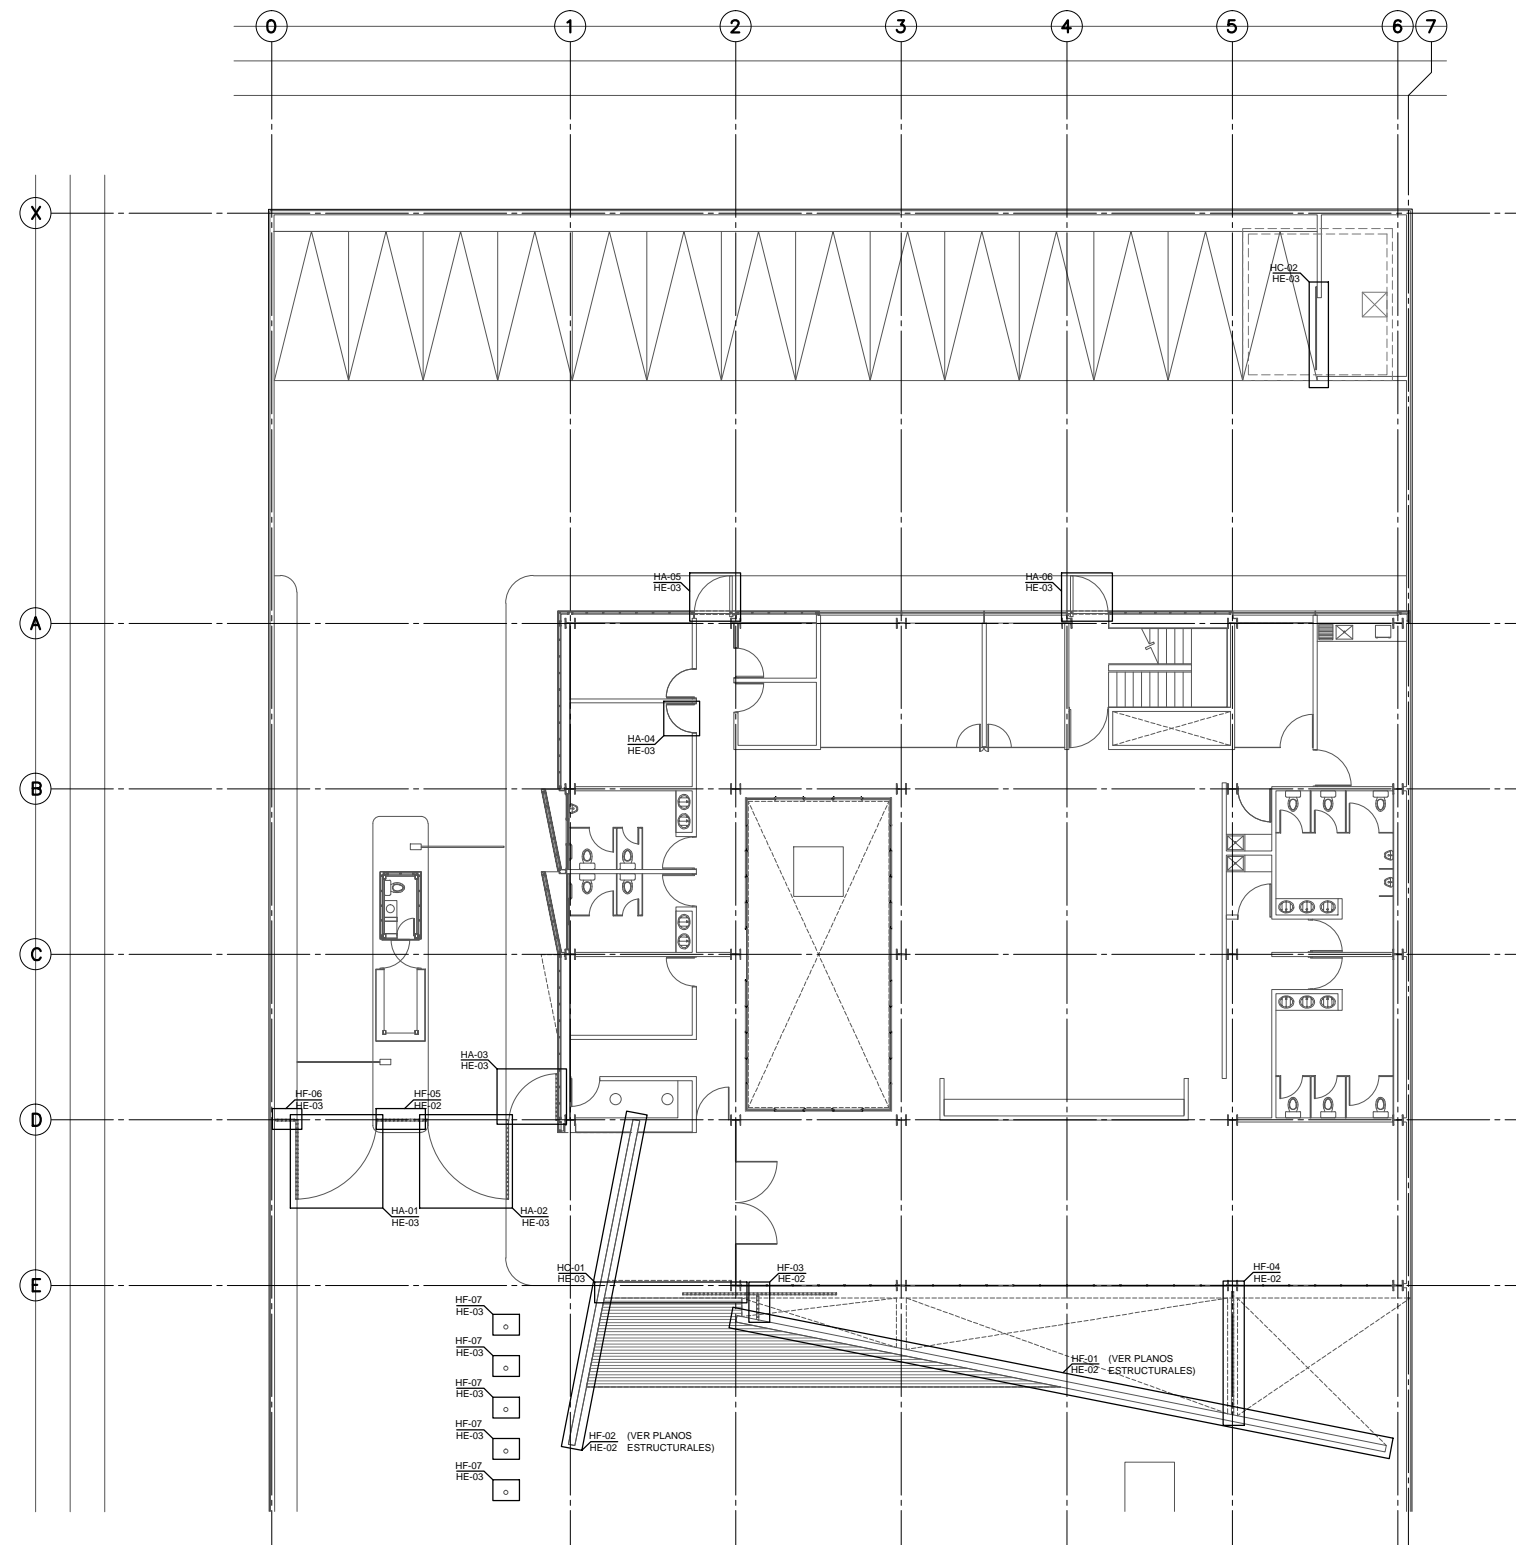 0 1 2 3 4 5 6 7
X
HC-02
HE-03
HA-05
HE-03
HA-06
HE-03
A
HA-04
HE-03
B
C
HA-03
HE-03
HF-06
HE-03
HF-05
HE-02
D
HA-01
HE-03
HA-02
HE-03
HC-01
HE-03
HF-03
HE-02
HF-04
HE-02
E
HF-07
HE-03
HF-07
HE-03
HF-01 (VER PLANOS
HE-02 ESTRUCTURALES)
HF-07
HE-03
HF-07
HE-03
HF-02 (VER PLANOS
HE-02 ESTRUCTURALES)
HF-07
HE-03